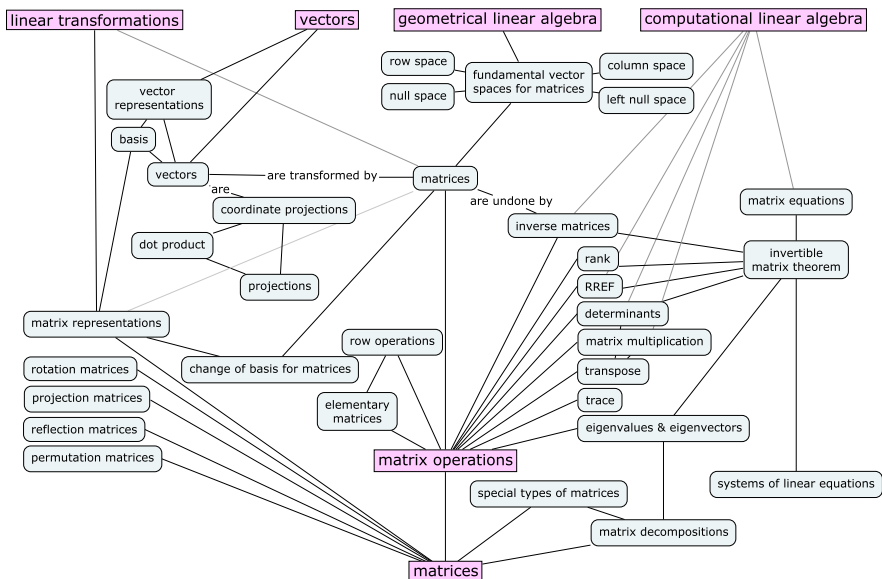 linear transformations
vectors
geometrical linear algebra
computational linear algebra
row space
null space
fundamental vector
spaces for matrices
column space
left null space
vector
representations
basis
vectors
are transformed by
matrices
are
coordinate projections
are undone by
inverse matrices
matrix equations
dot product
projections
rank
RREF
determinants
matrix multiplication
transpose
trace
invertible
matrix theorem
matrix representations
row operations
change of basis for matrices
rotation matrices
projection matrices
reflection matrices
permutation matrices
elementary
matrices
eigenvalues & eigenvectors
matrix operations
systems of linear equations
special types of matrices
matrix decompositions
matrices